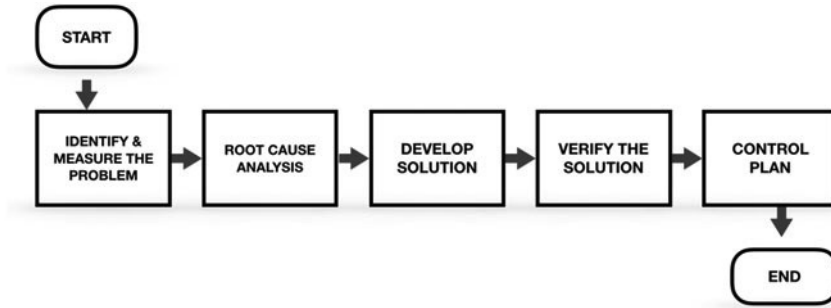 START
IDENTIFY &
MEASURE THE
PROBLEM
ROOT CAUSE
ANALYSIS
DEVELOP
SOLUTION
VERIFY THE
SOLUTION
CONTROL
PLAN
END